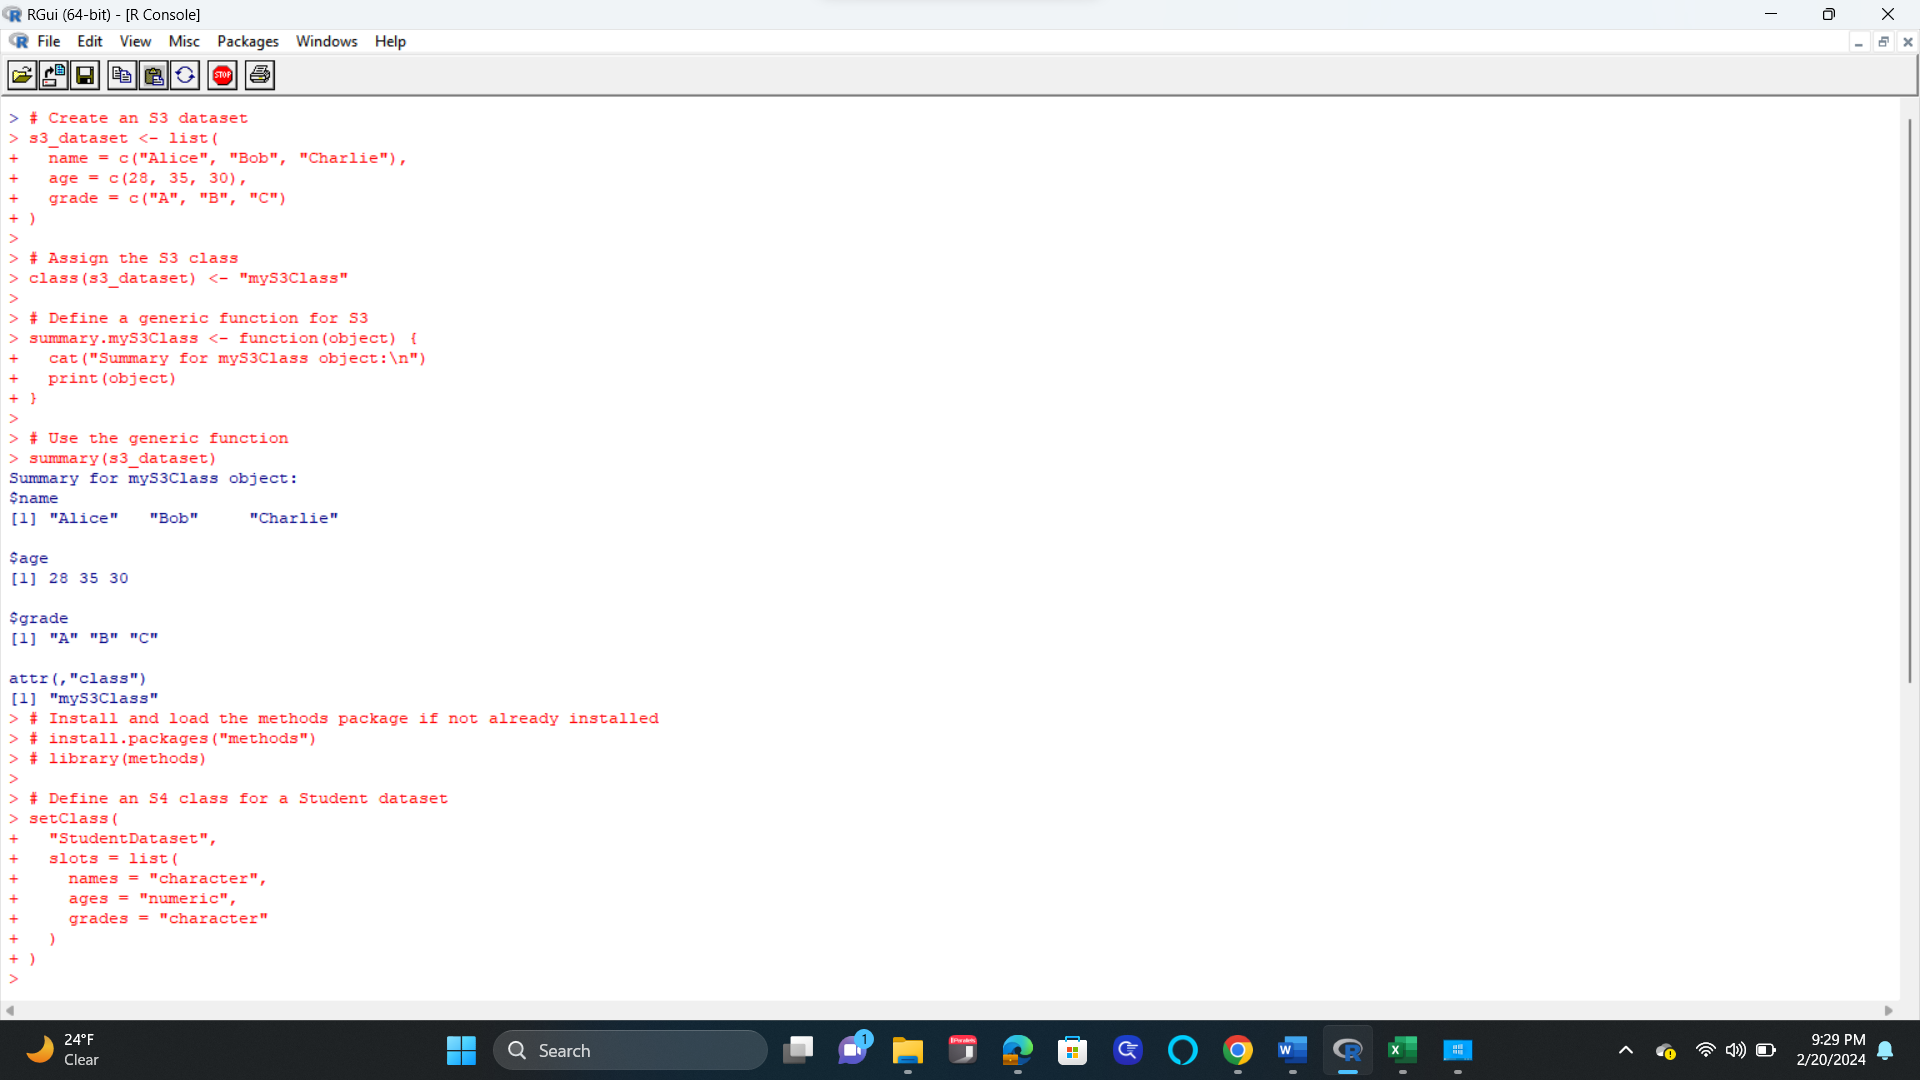 RGui (64-bit) - [R Console]
File Edit View Misc Packages Windows Help
STOP
> # Create an S3 dataset
> s3_dataset <- list(
+   name = c("Alice", "Bob", "Charlie"),
+   age = c(28, 35, 30),
+   grade = c("A", "B", "C")
+ )
>
> # Assign the S3 class
> class(s3_dataset) <- "myS3Class"
>
> # Define a generic function for S3
> summary.myS3Class <- function(object) {
+   cat("Summary for myS3Class object:\n")
+   print(object)
+ }
>
> # Use the generic function
> summary(s3_dataset)
Summary for myS3Class object:
$name
[1] "Alice"   "Bob"     "Charlie"
$age
[1] 28 35 30
$grade
[1] "A" "B" "C"
attr(,"class")
[1] "myS3Class"
> # Install and load the methods package if not already installed
> # install.packages("methods")
> # library(methods)
>
> # Define an S4 class for a Student dataset
> setClass(
+   "StudentDataset",
+   slots = list(
+     names = "character",
+     ages = "numeric",
+     grades = "character"
+   )
+ )
>
24°F
Clear
Search
1
9:29 PM
2/20/2024